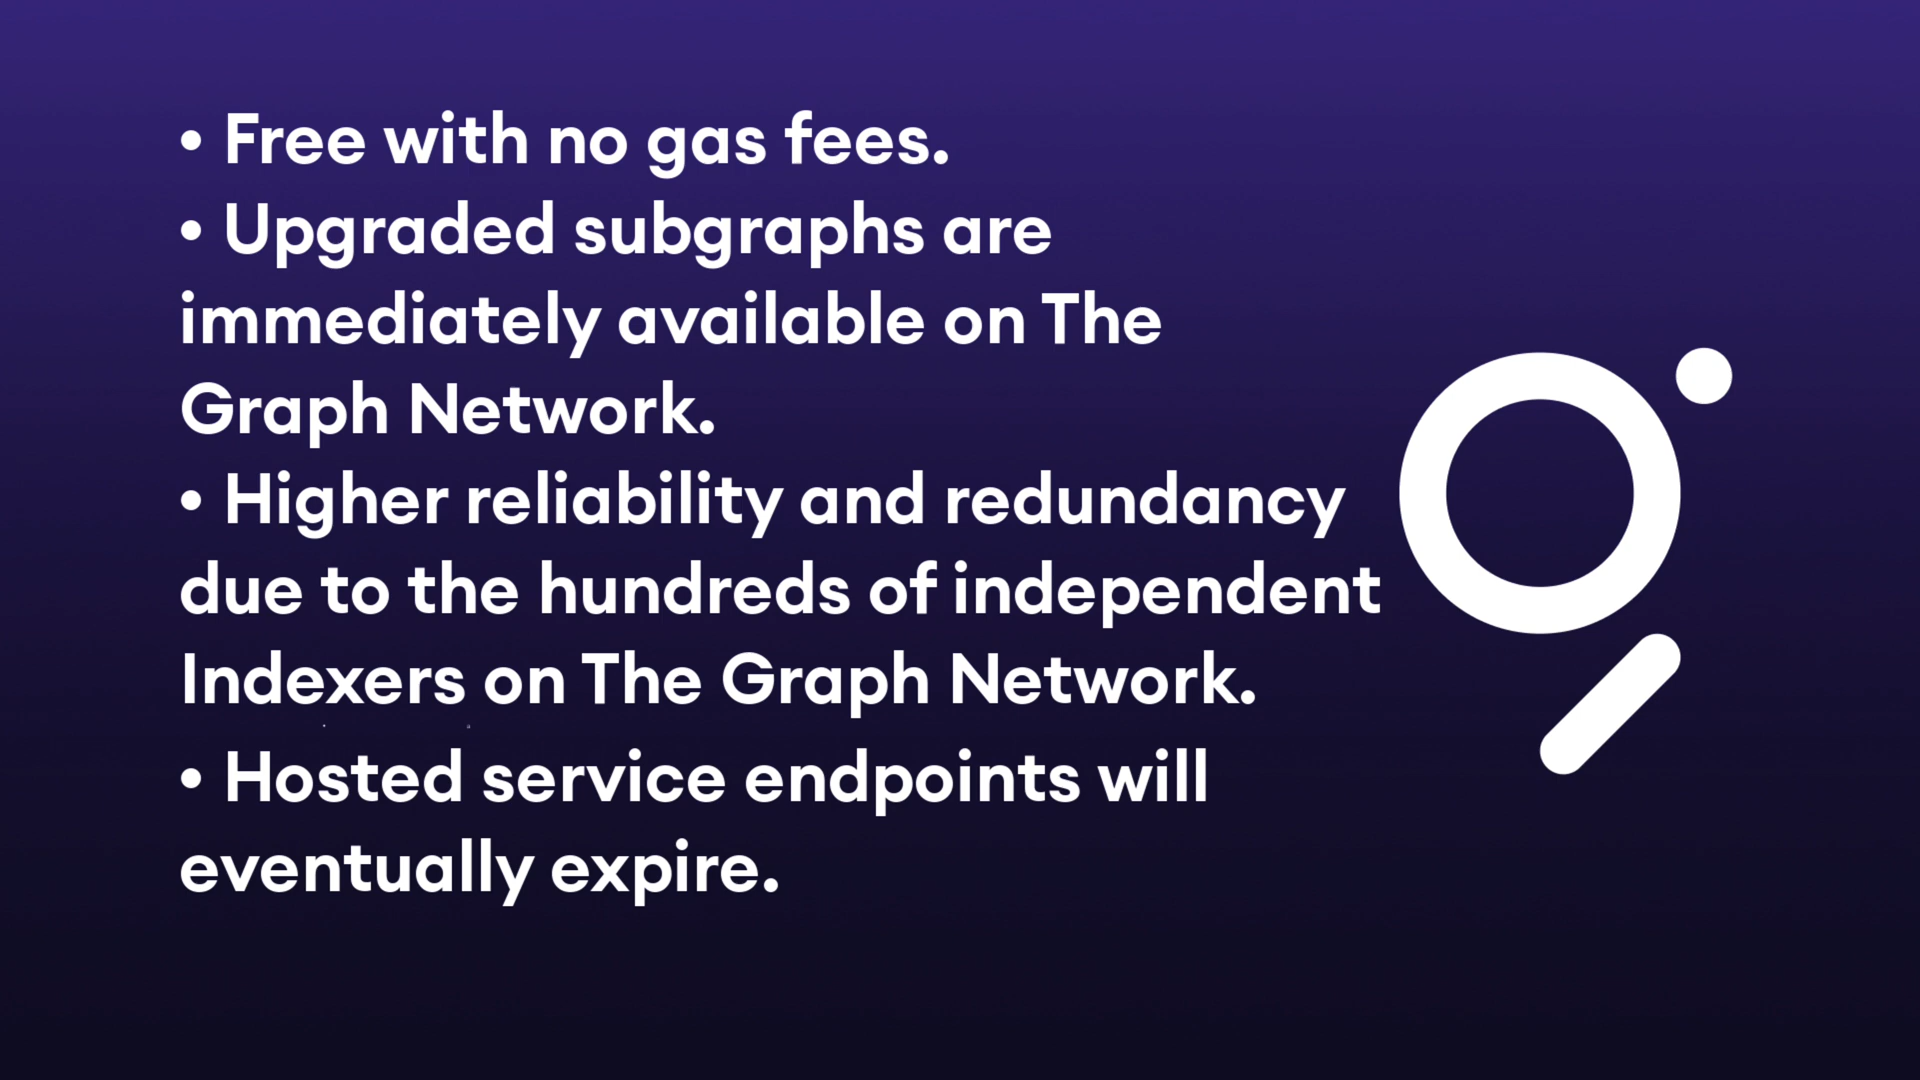 • Free with no gas fees.
• Upgraded subgraphs are
immediately available on The
Graph Network.
• Higher reliability and redundancy
due to the hundreds of independent
Indexers on The Graph Network.
• Hosted service endpoints will
eventually expire.